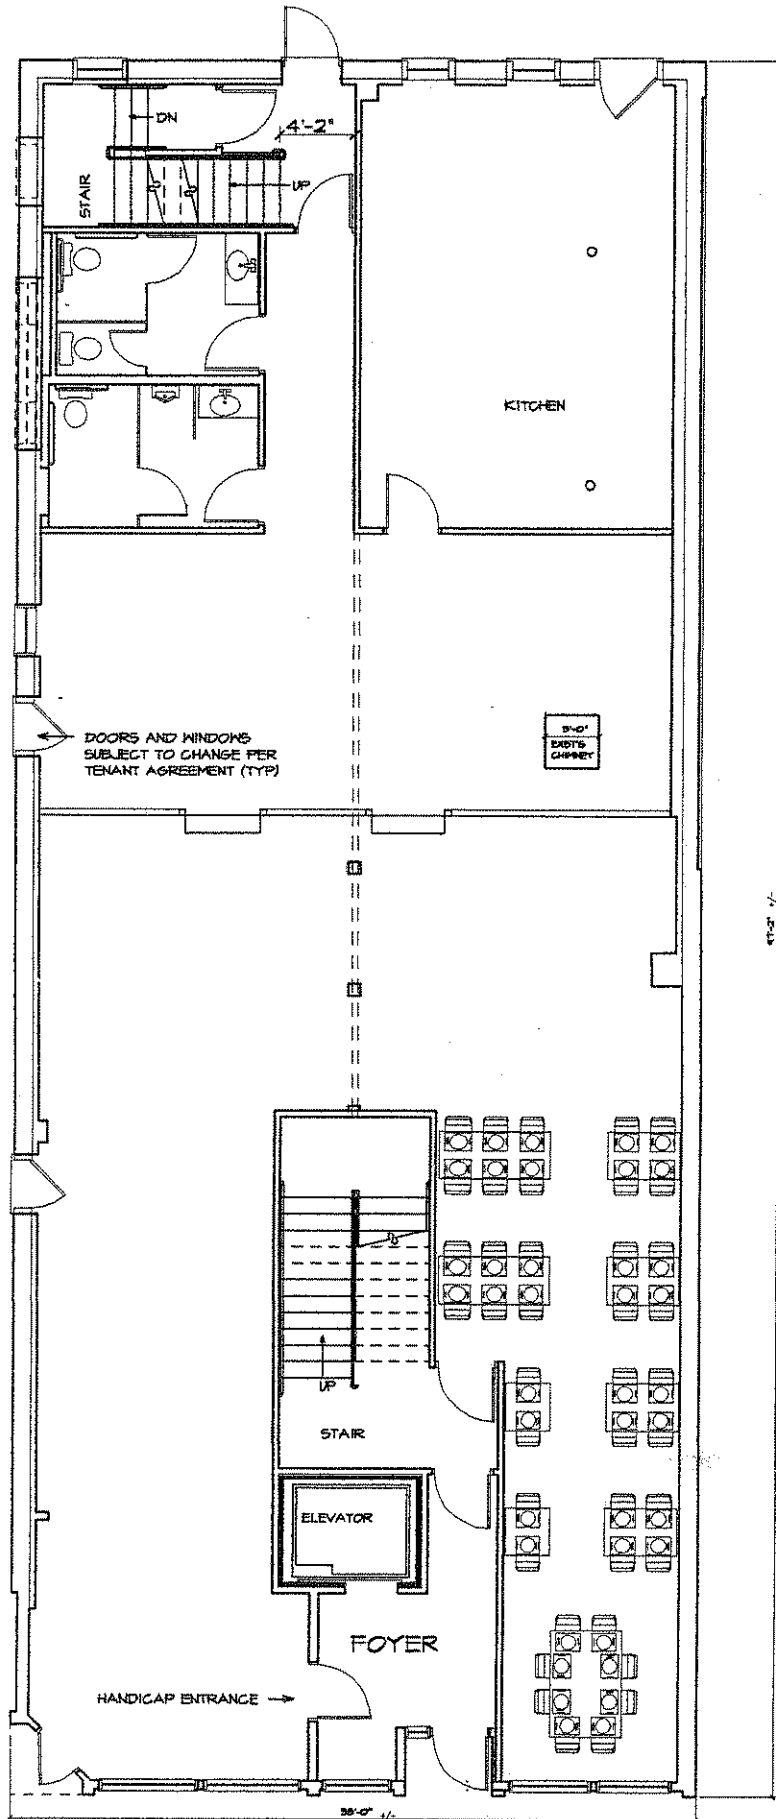 DN
4'-2"
STAIR
UP
KITCHEN
DOORS AND WINDOWS
SUBJECT TO CHANGE PER
TENANT AGREEMENT (TYP)
EXIST'G
CHIMNEY
UP
STAIR
ELEVATOR
FOYER
HANDICAP ENTRANCE
+/-
+/-